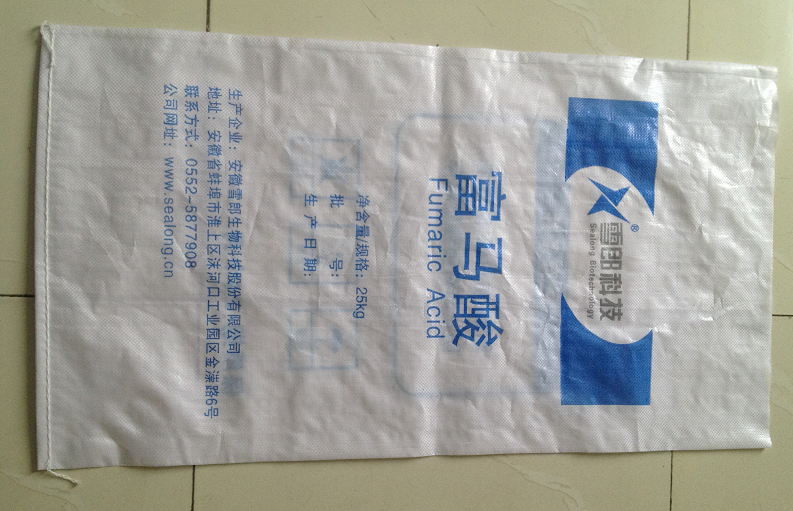 ®
雪郎科技
Sealong Biotechnology
富马酸
Fumaric Acid
净含量/规格：25kg
批 号：
生产日期：
生产企业：安徽雪郎生物科技股份有限公司
地址：安徽省蚌埠市淮上区沫河口工业园区金漴路6号
联系方式：0552-5877908
公司网址：www.sealong.cn